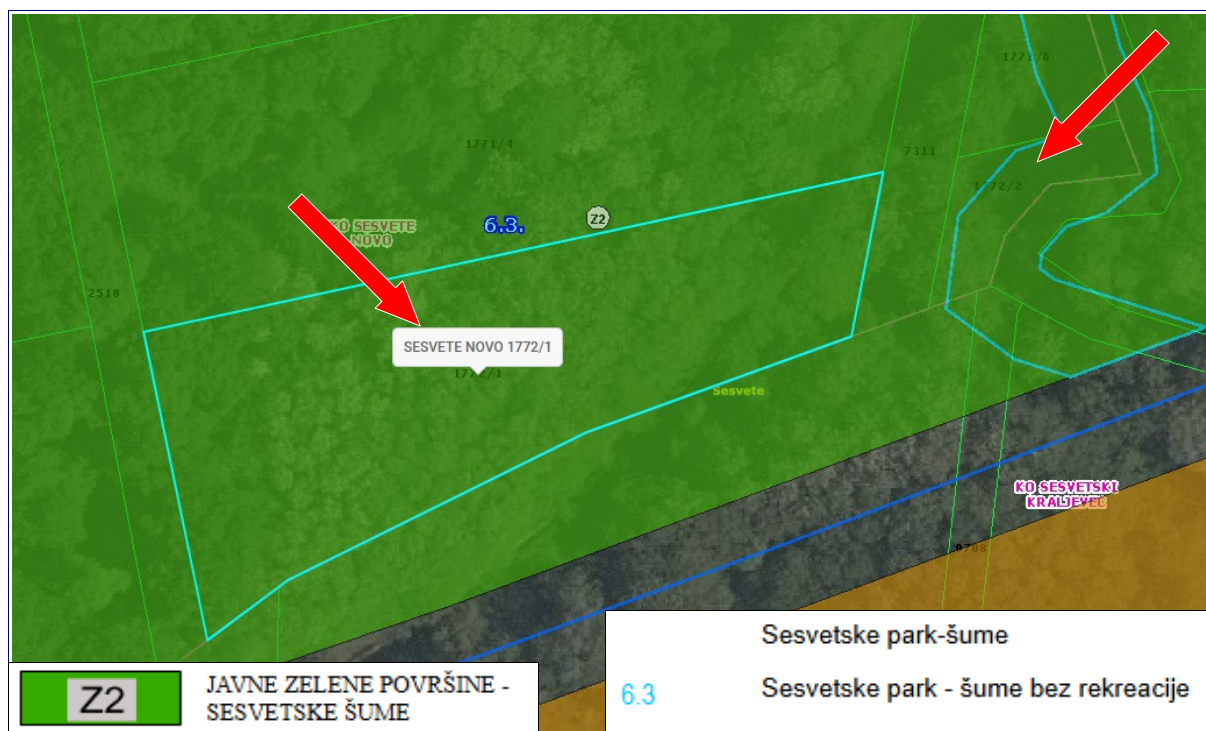 1771/6
1771/4
7311
1772/2
KO SESVETE
NOVO
6.3.
Z2
2518
SESVETE NOVO 1772/1
1772/1
Sesvete
KO SESVETSKI
KRALJEVEC
Sesvetske park-šume
6.3 Sesvetske park - šume bez rekreacije
Z2
JAVNE ZELENE POVRŠINE -
SESVETSKE ŠUME